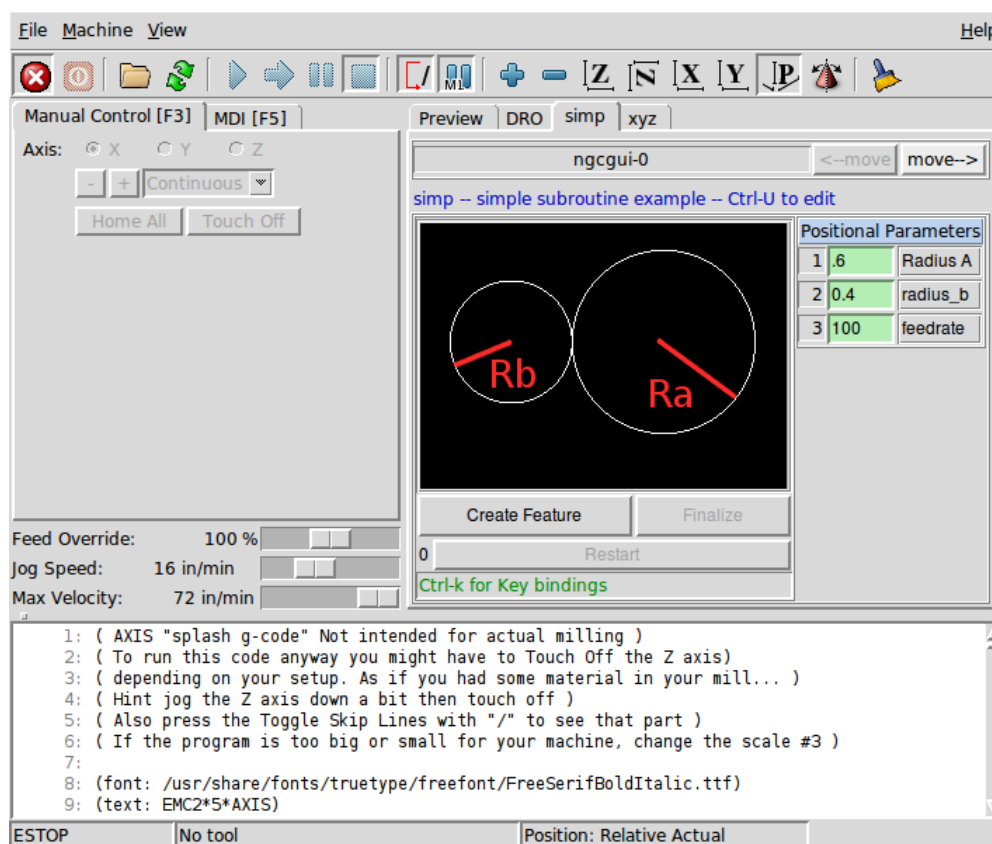 File Machine View Help
M1 Z N X Y P
Manual Control [F3] MDI [F5]
Preview DRO simp xyz
Axis: X Y Z
- + Continuous
Home All Touch Off
ngcgui-0 <--move move-->
simp -- simple subroutine example -- Ctrl-U to edit
Positional Parameters
1 .6 Radius A
2 0.4 radius_b
3 100 feedrate
Rb Ra
Create Feature Finalize
0 Restart
Ctrl-k for Key bindings
Feed Override: 100 %
Jog Speed: 16 in/min
Max Velocity: 72 in/min
1: ( AXIS "splash g-code" Not intended for actual milling )
2: ( To run this code anyway you might have to Touch Off the Z axis)
3: ( depending on your setup. As if you had some material in your mill... )
4: ( Hint jog the Z axis down a bit then touch off )
5: ( Also press the Toggle Skip Lines with "/" to see that part )
6: ( If the program is too big or small for your machine, change the scale #3 )
7:
8: (font: /usr/share/fonts/truetype/freefont/FreeSerifBoldItalic.ttf)
9: (text: EMC2*5*AXIS)
ESTOP No tool Position: Relative Actual